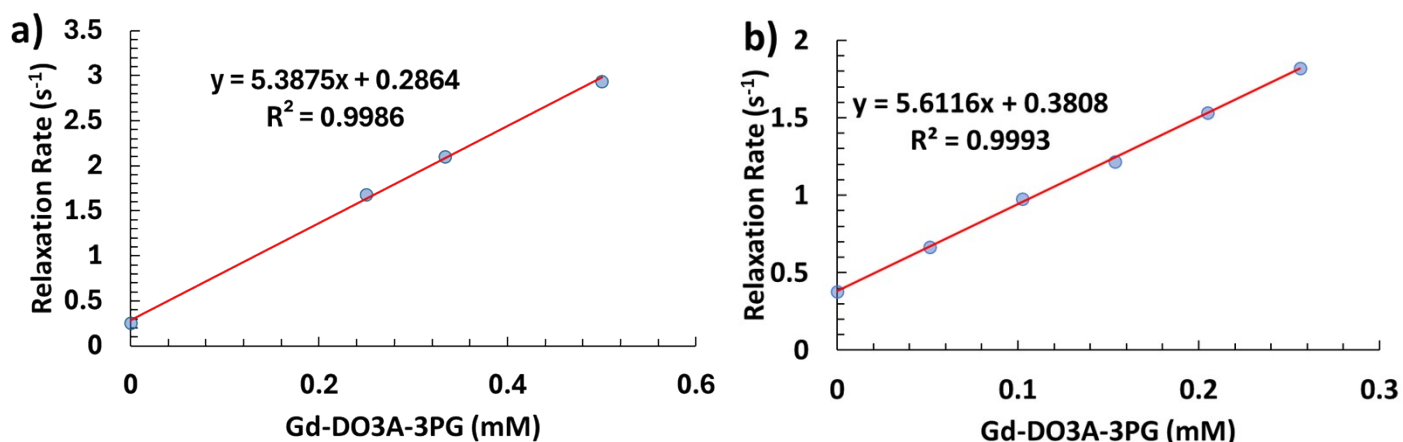 a)
Relaxation Rate (s⁻¹)
3.5
3
2.5
2
1.5
1
0.5
0
y = 5.3875x + 0.2864
R² = 0.9986
0
0.2
0.4
0.6
Gd-DO3A-3PG (mM)
b)
Relaxation Rate (s⁻¹)
2
1.5
1
0.5
0
y = 5.6116x + 0.3808
R² = 0.9993
0
0.1
0.2
0.3
Gd-DO3A-3PG (mM)